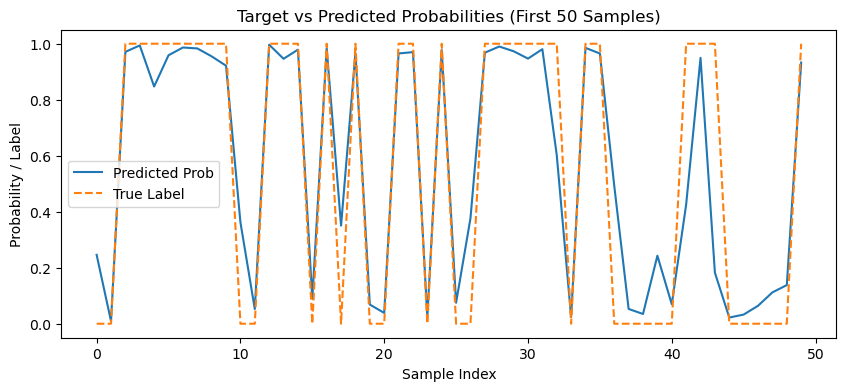 Target vs Predicted Probabilities (First 50 Samples)
Probability / Label
1.0
0.8
0.6
0.4
0.2
0.0
Predicted Prob
True Label
0 10 20 30 40 50
Sample Index